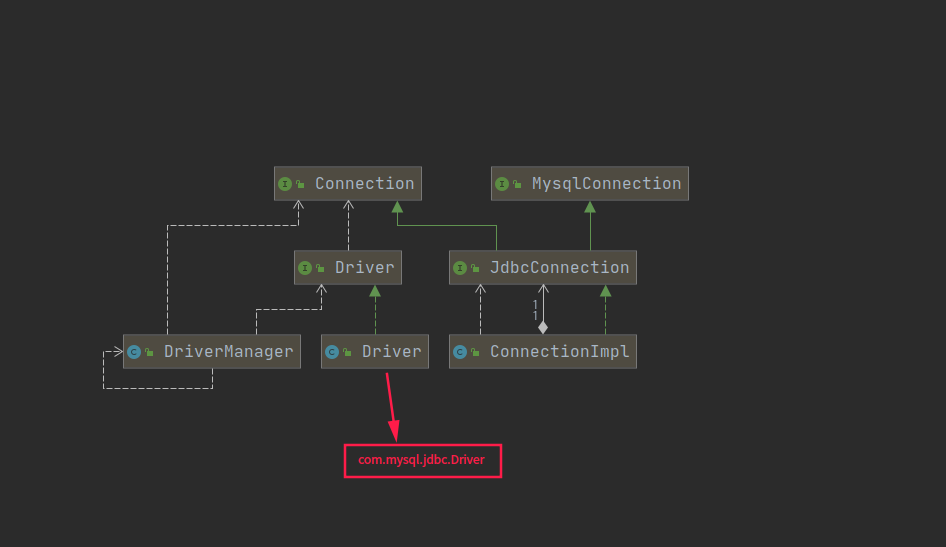 Connection
MysqlConnection
Driver
JdbcConnection
1
1
DriverManager
Driver
ConnectionImpl
com.mysql.jdbc.Driver